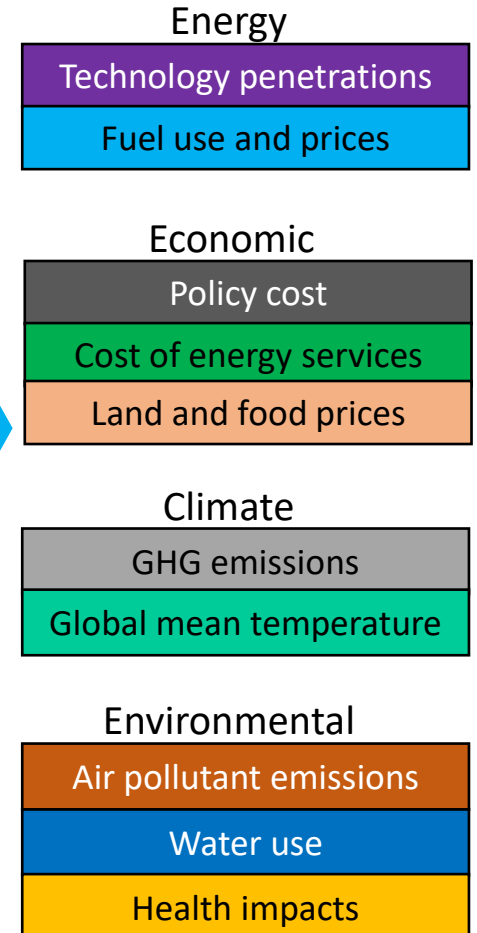 Energy
Technology penetrations
Fuel use and prices
Economic
Policy cost
Cost of energy services
Land and food prices
Climate
GHG emissions
Global mean temperature
Environmental
Air pollutant emissions
Water use
Health impacts